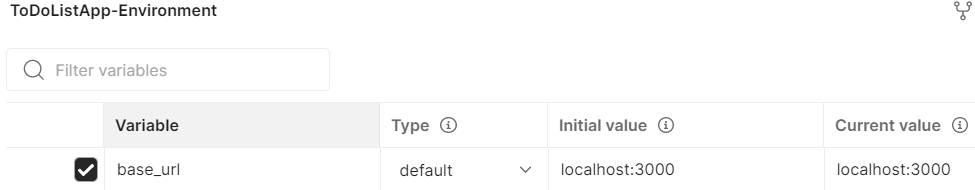 ToDoListApp-Environment
Filter variables
Variable Type Initial value Current value
base_url default localhost:3000 localhost:3000